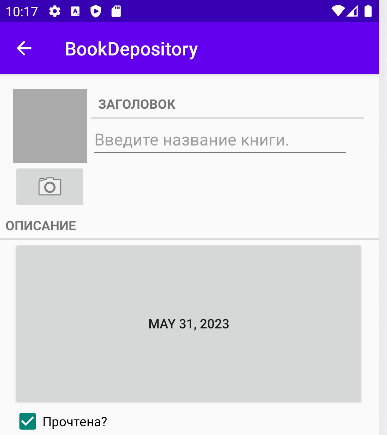 10:17
BookDepository
ЗАГОЛОВОК
Введите название книги.
ОПИСАНИЕ
MAY 31, 2023
Прочтена?